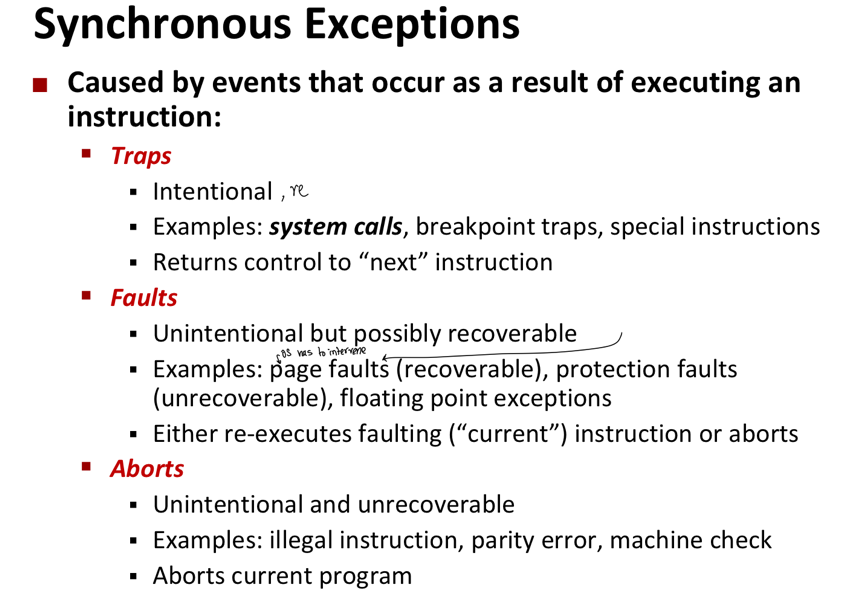 Synchronous Exceptions
■ Caused by events that occur as a result of executing an
instruction:
▪ Traps
▪ Intentional , re
▪ Examples: system calls, breakpoint traps, special instructions
▪ Returns control to “next” instruction
▪ Faults
▪ Unintentional but possibly recoverable
OS has to intervene
▪ Examples: page faults (recoverable), protection faults
(unrecoverable), floating point exceptions
▪ Either re-executes faulting (“current”) instruction or aborts
▪ Aborts
▪ Unintentional and unrecoverable
▪ Examples: illegal instruction, parity error, machine check
▪ Aborts current program